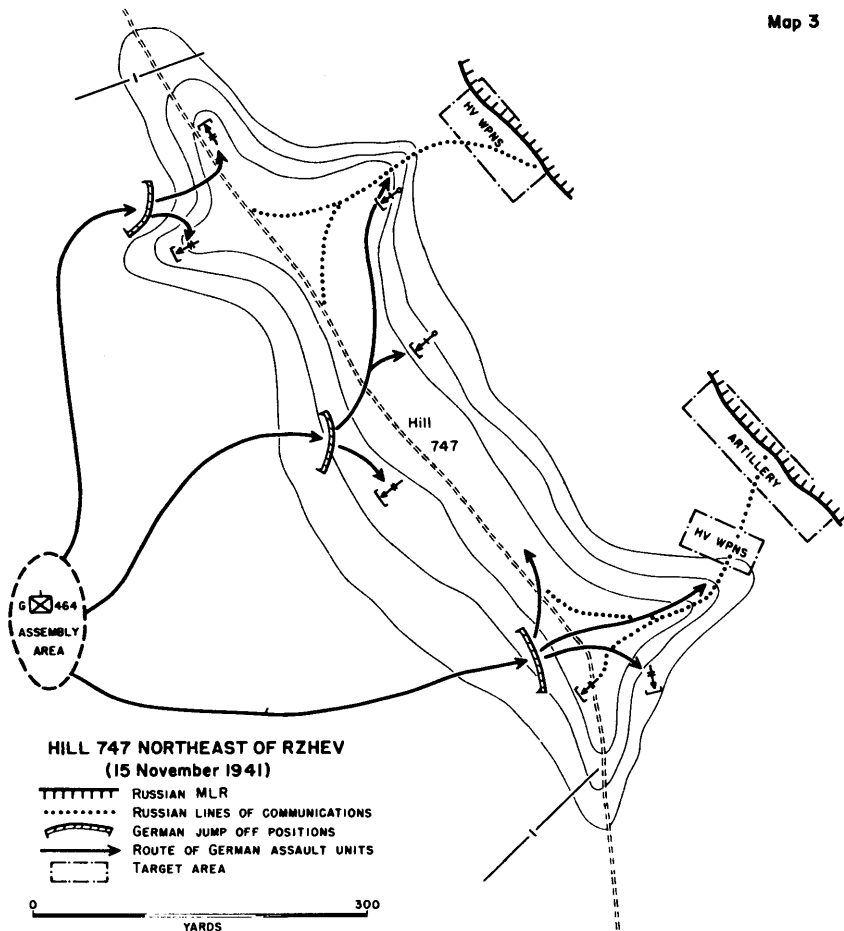 Map 3
HV WPNS
Hill
747
ARTILLERY
HV WPNS
G 464
ASSEMBLY
AREA
HILL 747 NORTHEAST OF RZHEV
(15 November 1941)
RUSSIAN MLR
RUSSIAN LINES OF COMMUNICATIONS
GERMAN JUMP OFF POSITIONS
ROUTE OF GERMAN ASSAULT UNITS
TARGET AREA
0 300
YARDS